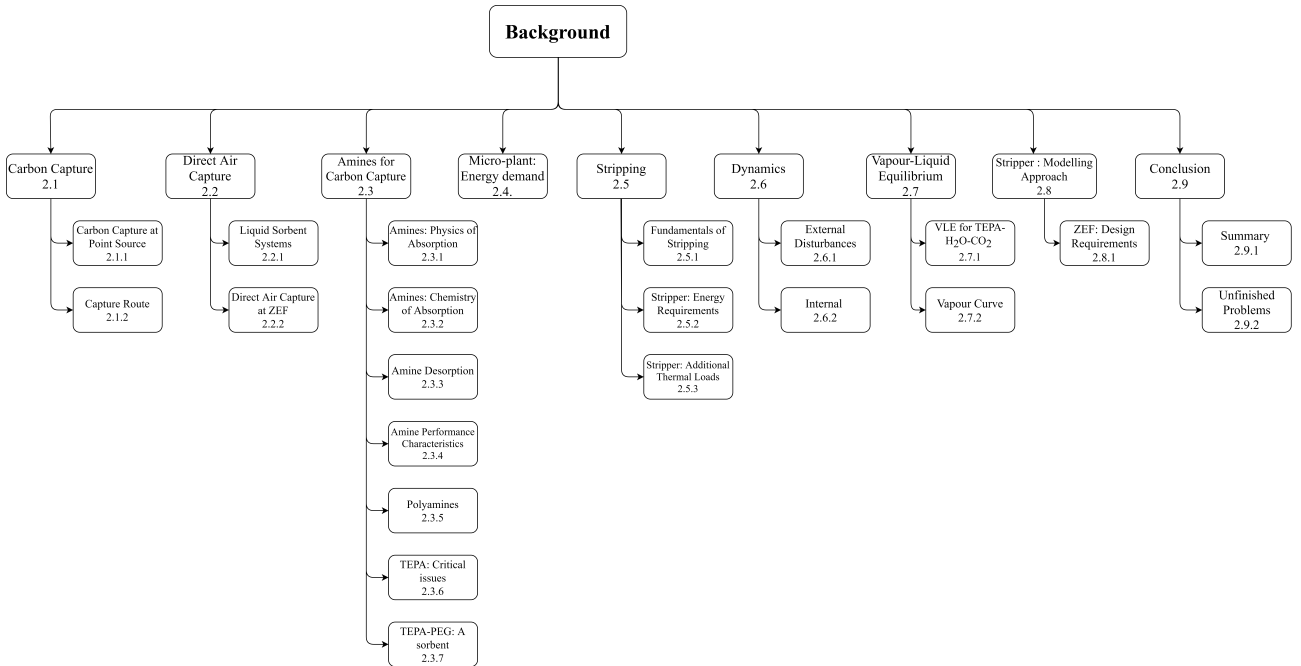 Background
Carbon Capture
2.1
Carbon Capture at
Point Source
2.1.1
Capture Route
2.1.2
Direct Air
Capture
2.2
Liquid Sorbent
Systems
2.2.1
Direct Air Capture
at ZEF
2.2.2
Amines for
Carbon Capture
2.3
Amines: Physics of
Absorption
2.3.1
Amines: Chemistry
of Absorption
2.3.2
Amine Desorption
2.3.3
Amine Performance
Characteristics
2.3.4
Polyamines
2.3.5
TEPA: Critical
issues
2.3.6
TEPA-PEG: A
sorbent
2.3.7
Micro-plant:
Energy demand
2.4.
Stripping
2.5
Fundamentals of
Stripping
2.5.1
Stripper: Energy
Requirements
2.5.2
Stripper: Additional
Thermal Loads
2.5.3
Dynamics
2.6
External
Disturbances
2.6.1
Internal
2.6.2
Vapour-Liquid
Equilibrium
2.7
VLE for TEPA-
H₂O-CO₂
2.7.1
Vapour Curve
2.7.2
Stripper : Modelling
Approach
2.8
ZEF: Design
Requirements
2.8.1
Conclusion
2.9
Summary
2.9.1
Unfinished
Problems
2.9.2